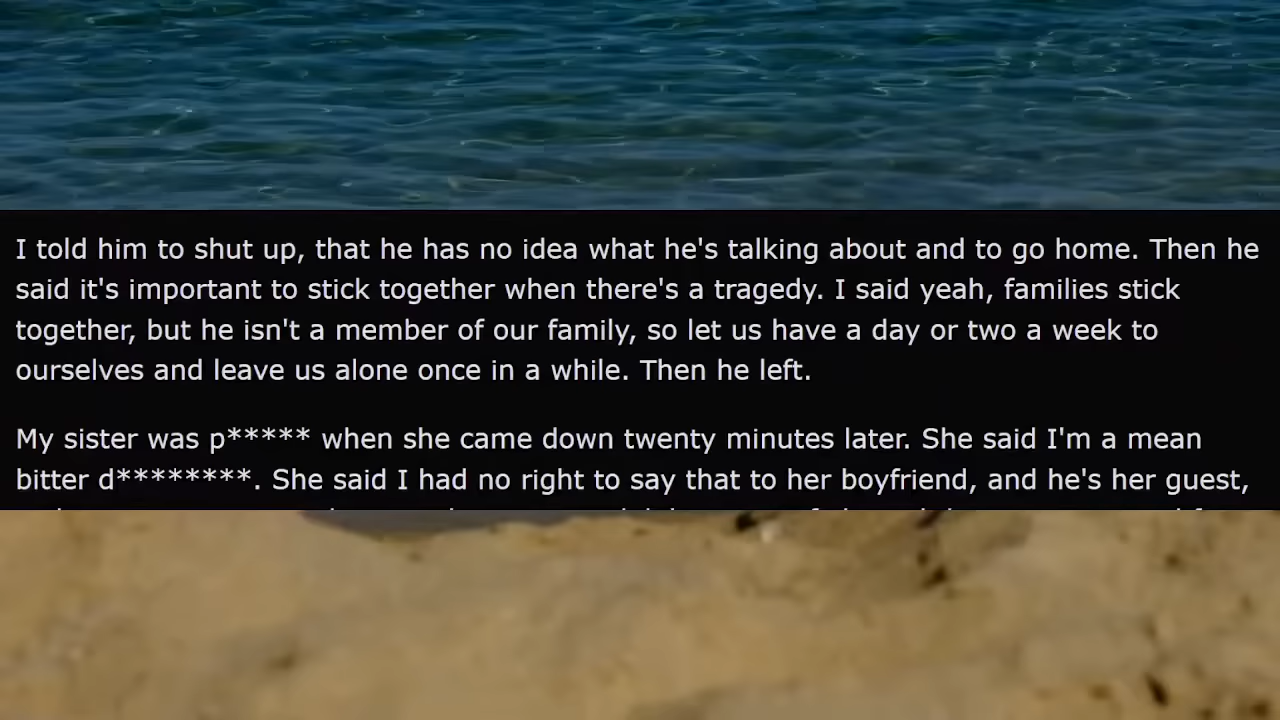 I told him to shut up, that he has no idea what he's talking about and to go home. Then he
said it's important to stick together when there's a tragedy. I said yeah, families stick
together, but he isn't a member of our family, so let us have a day or two a week to
ourselves and leave us alone once in a while. Then he left.
My sister was p***** when she came down twenty minutes later. She said I'm a mean
bitter d********. She said I had no right to say that to her boyfriend, and he's her guest,